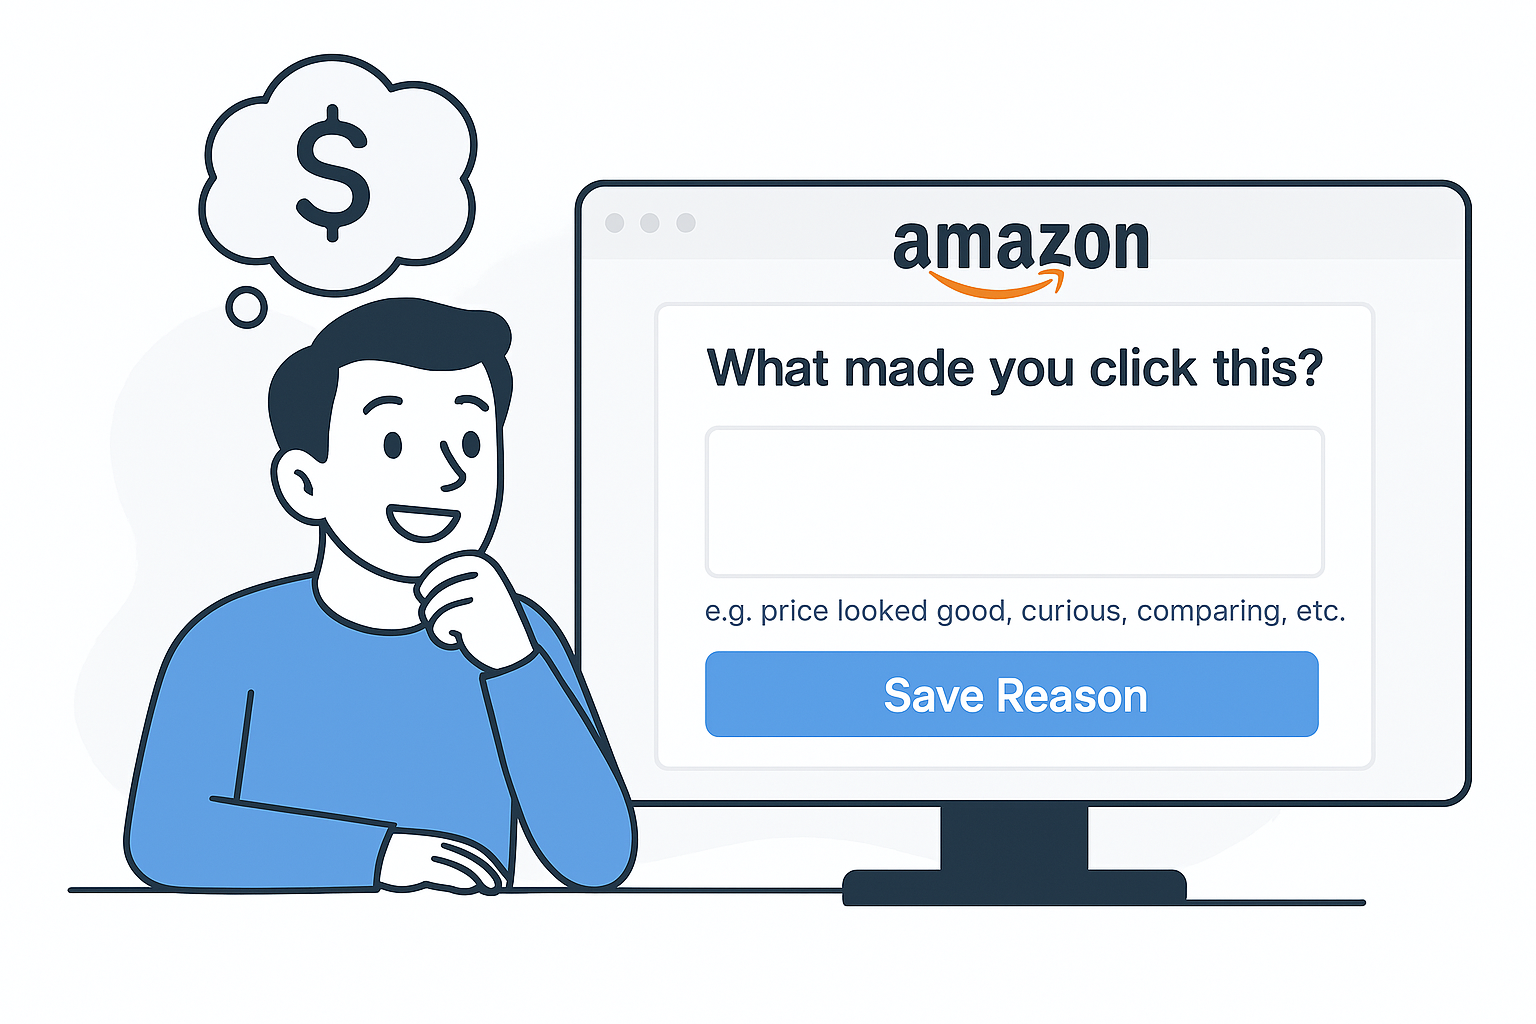 $
amazon
What made you click this?
e.g. price looked good, curious, comparing, etc.
Save Reason